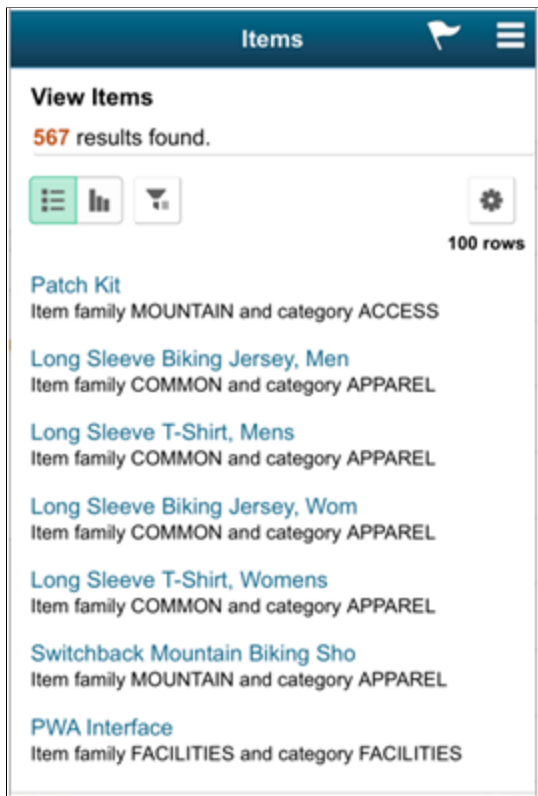 Items
View Items
567 results found.
100 rows
Patch Kit
Item family MOUNTAIN and category ACCESS
Long Sleeve Biking Jersey, Men
Item family COMMON and category APPAREL
Long Sleeve T-Shirt, Mens
Item family COMMON and category APPAREL
Long Sleeve Biking Jersey, Wom
Item family COMMON and category APPAREL
Long Sleeve T-Shirt, Womens
Item family COMMON and category APPAREL
Switchback Mountain Biking Sho
Item family MOUNTAIN and category APPAREL
PWA Interface
Item family FACILITIES and category FACILITIES